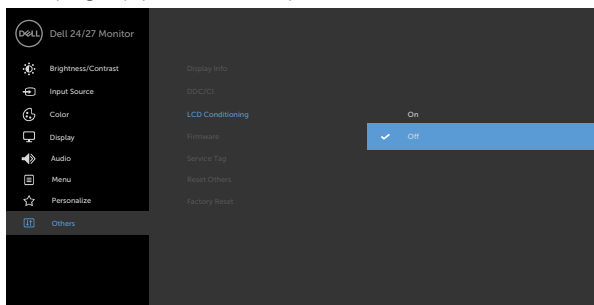 DELL
Dell 24/27 Monitor
Brightness/Contrast
Display Info
Input Source
DDC/CI
Color
LCD Conditioning
On
Display
Firmware
Off
Audio
Service Tag
Menu
Reset Others
Personalize
Factory Reset
Others